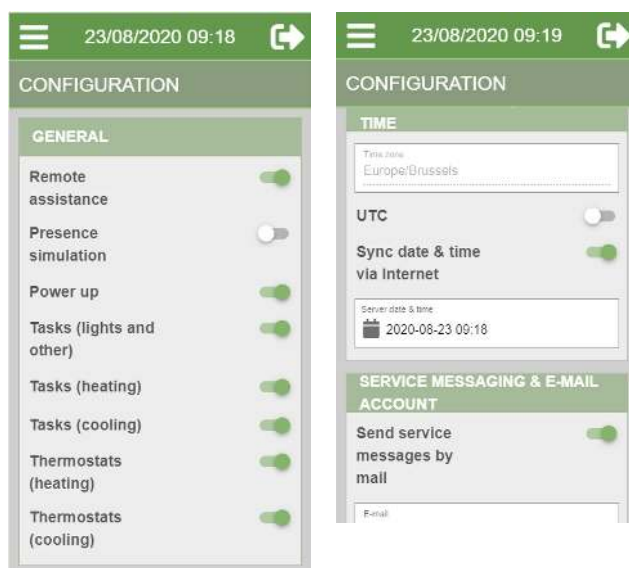 23/08/2020 09:18
CONFIGURATION
GENERAL
Remote
assistance
Presence
simulation
Power up
Tasks (lights and
other)
Tasks (heating)
Tasks (cooling)
Thermostats
(heating)
Thermostats
(cooling)
23/08/2020 09:19
CONFIGURATION
TIME
Time zone
Europe/Brussels
UTC
Sync date & time
via Internet
Server date & time
2020-08-23 09:18
SERVICE MESSAGING & E-MAIL
ACCOUNT
Send service
messages by
mail
E-mail